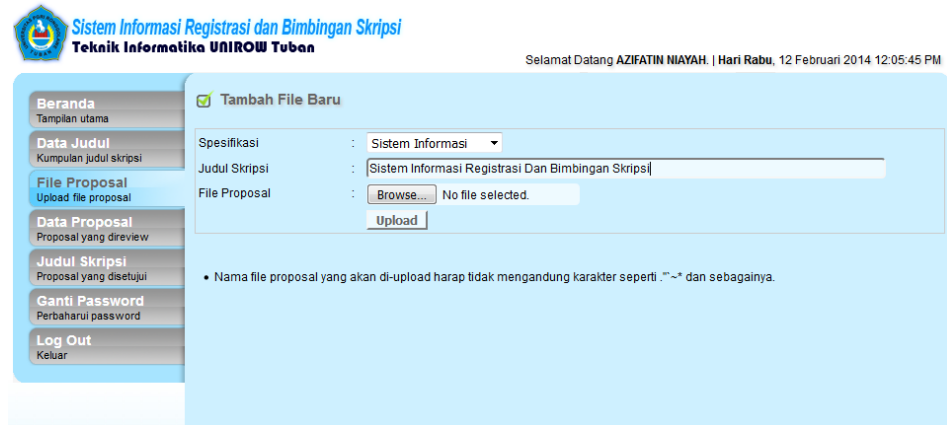 Sistem Informasi Registrasi dan Bimbingan Skripsi
Teknik Informatika UNIROW Tuban
Selamat Datang AZIFATIN NIAYAH. | Hari Rabu, 12 Februari 2014 12:05:45 PM
Beranda
Tampilan utama
Data Judul
Kumpulan judul skripsi
File Proposal
Upload file proposal
Data Proposal
Proposal yang direview
Judul Skripsi
Proposal yang disetujui
Ganti Password
Perbaharui password
Log Out
Keluar
Tambah File Baru
Spesifikasi : Sistem Informasi
Judul Skripsi : Sistem Informasi Registrasi Dan Bimbingan Skripsi
File Proposal : Browse... No file selected.
Upload
• Nama file proposal yang akan di-upload harap tidak mengandung karakter seperti ."`~* dan sebagainya.